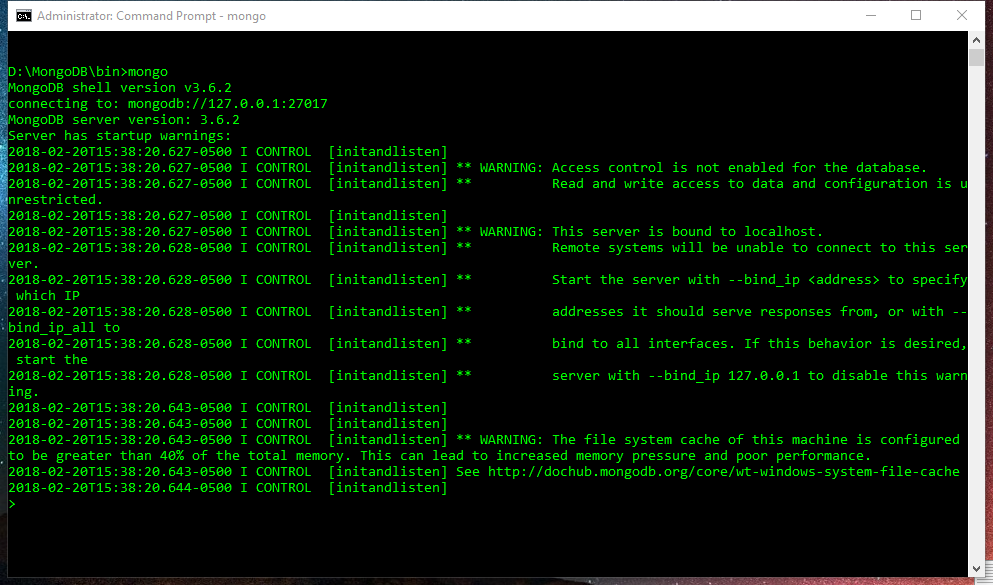 Administrator: Command Prompt - mongo
D:\MongoDB\bin>mongo
MongoDB shell version v3.6.2
connecting to: mongodb://127.0.0.1:27017
MongoDB server version: 3.6.2
Server has startup warnings:
2018-02-20T15:38:20.627-0500 I CONTROL  [initandlisten]
2018-02-20T15:38:20.627-0500 I CONTROL  [initandlisten] ** WARNING: Access control is not enabled for the database.
2018-02-20T15:38:20.627-0500 I CONTROL  [initandlisten] **          Read and write access to data and configuration is u
nrestricted.
2018-02-20T15:38:20.627-0500 I CONTROL  [initandlisten]
2018-02-20T15:38:20.627-0500 I CONTROL  [initandlisten] ** WARNING: This server is bound to localhost.
2018-02-20T15:38:20.628-0500 I CONTROL  [initandlisten] **          Remote systems will be unable to connect to this ser
ver.
2018-02-20T15:38:20.628-0500 I CONTROL  [initandlisten] **          Start the server with --bind_ip <address> to specify
 which IP
2018-02-20T15:38:20.628-0500 I CONTROL  [initandlisten] **          addresses it should serve responses from, or with --
bind_ip_all to
2018-02-20T15:38:20.628-0500 I CONTROL  [initandlisten] **          bind to all interfaces. If this behavior is desired,
 start the
2018-02-20T15:38:20.628-0500 I CONTROL  [initandlisten] **          server with --bind_ip 127.0.0.1 to disable this warn
ing.
2018-02-20T15:38:20.643-0500 I CONTROL  [initandlisten]
2018-02-20T15:38:20.643-0500 I CONTROL  [initandlisten]
2018-02-20T15:38:20.643-0500 I CONTROL  [initandlisten] ** WARNING: The file system cache of this machine is configured
to be greater than 40% of the total memory. This can lead to increased memory pressure and poor performance.
2018-02-20T15:38:20.643-0500 I CONTROL  [initandlisten] See http://dochub.mongodb.org/core/wt-windows-system-file-cache
2018-02-20T15:38:20.644-0500 I CONTROL  [initandlisten]
>